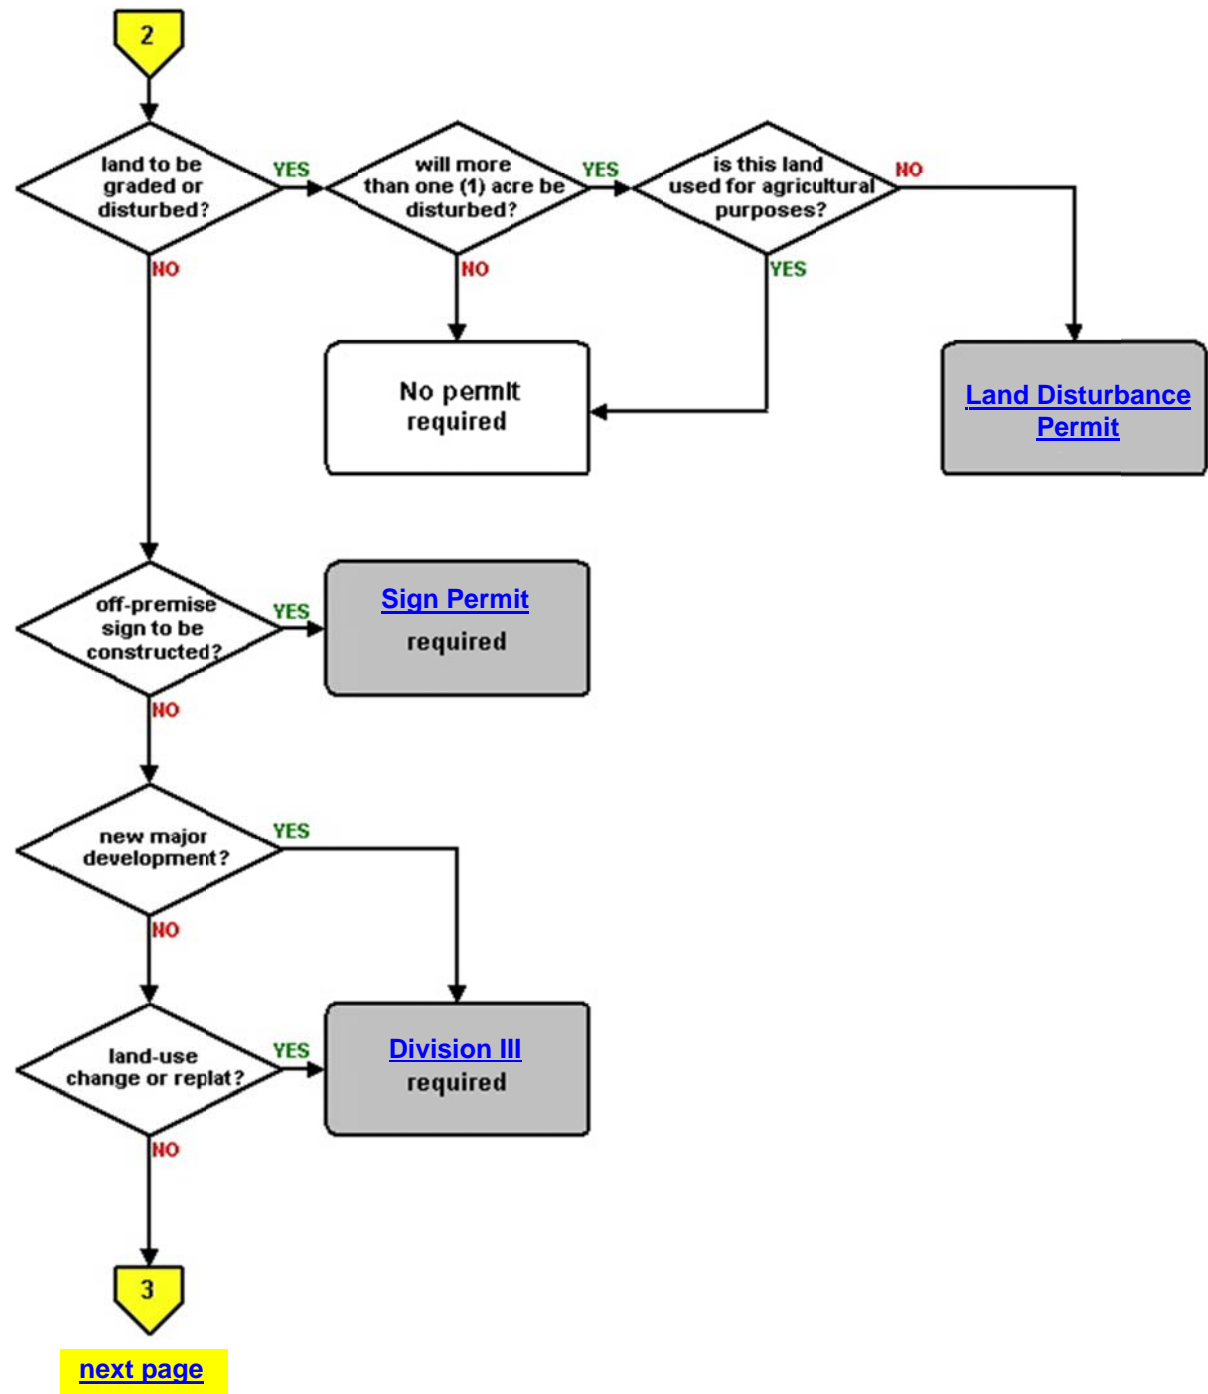 2
land to be
graded or
disturbed?
YES
NO
will more
than one (1) acre be
disturbed?
YES
NO
is this land
used for agricultural
purposes?
NO
YES
No permit
required
Land Disturbance
Permit
off-premise
sign to be
constructed?
YES
NO
Sign Permit
required
new major
development?
YES
NO
land-use
change or replat?
YES
NO
Division III
required
3
next page